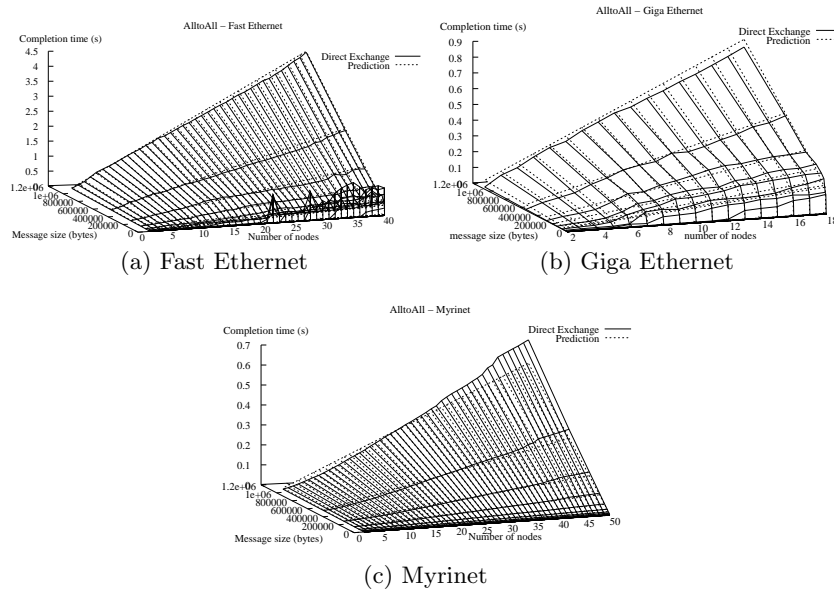 AlltoAll – Fast Ethernet
Completion time (s)
4.5
4
3.5
3
2.5
2
1.5
1
0.5
0
Direct Exchange
Prediction
1.2e+06
1e+06
800000
600000
400000
200000
0
Message size (bytes)
0
5
10
15
20
25
30
35
40
Number of nodes
(a) Fast Ethernet
AlltoAll – Giga Ethernet
Completion time (s)
0.9
0.8
0.7
0.6
0.5
0.4
0.3
0.2
0.1
0
Direct Exchange
Prediction
1.2e+06
1e+06
800000
600000
400000
200000
0
message size (bytes)
2
4
6
8
10
12
14
16
18
number of nodes
(b) Giga Ethernet
AlltoAll – Myrinet
Completion time (s)
0.7
0.6
0.5
0.4
0.3
0.2
0.1
0
Direct Exchange
Prediction
1.2e+06
1e+06
800000
600000
400000
200000
0
Message size (bytes)
0
5
10
15
20
25
30
35
40
45
50
Number of nodes
(c) Myrinet